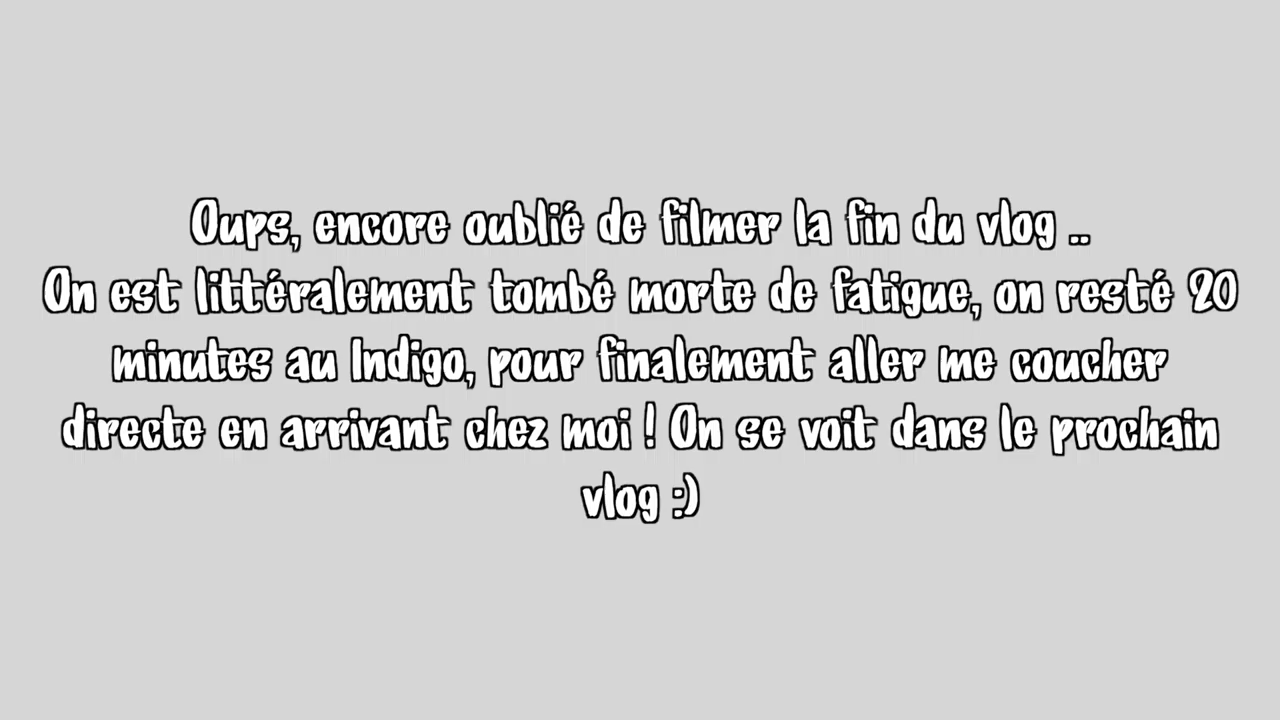 Oups, encore oublié de filmer la fin du vlog ..
On est littéralement tombé morte de fatigue, on resté 20
minutes au Indigo, pour finalement aller me coucher
directe en arrivant chez moi ! On se voit dans le prochain
vlog :)